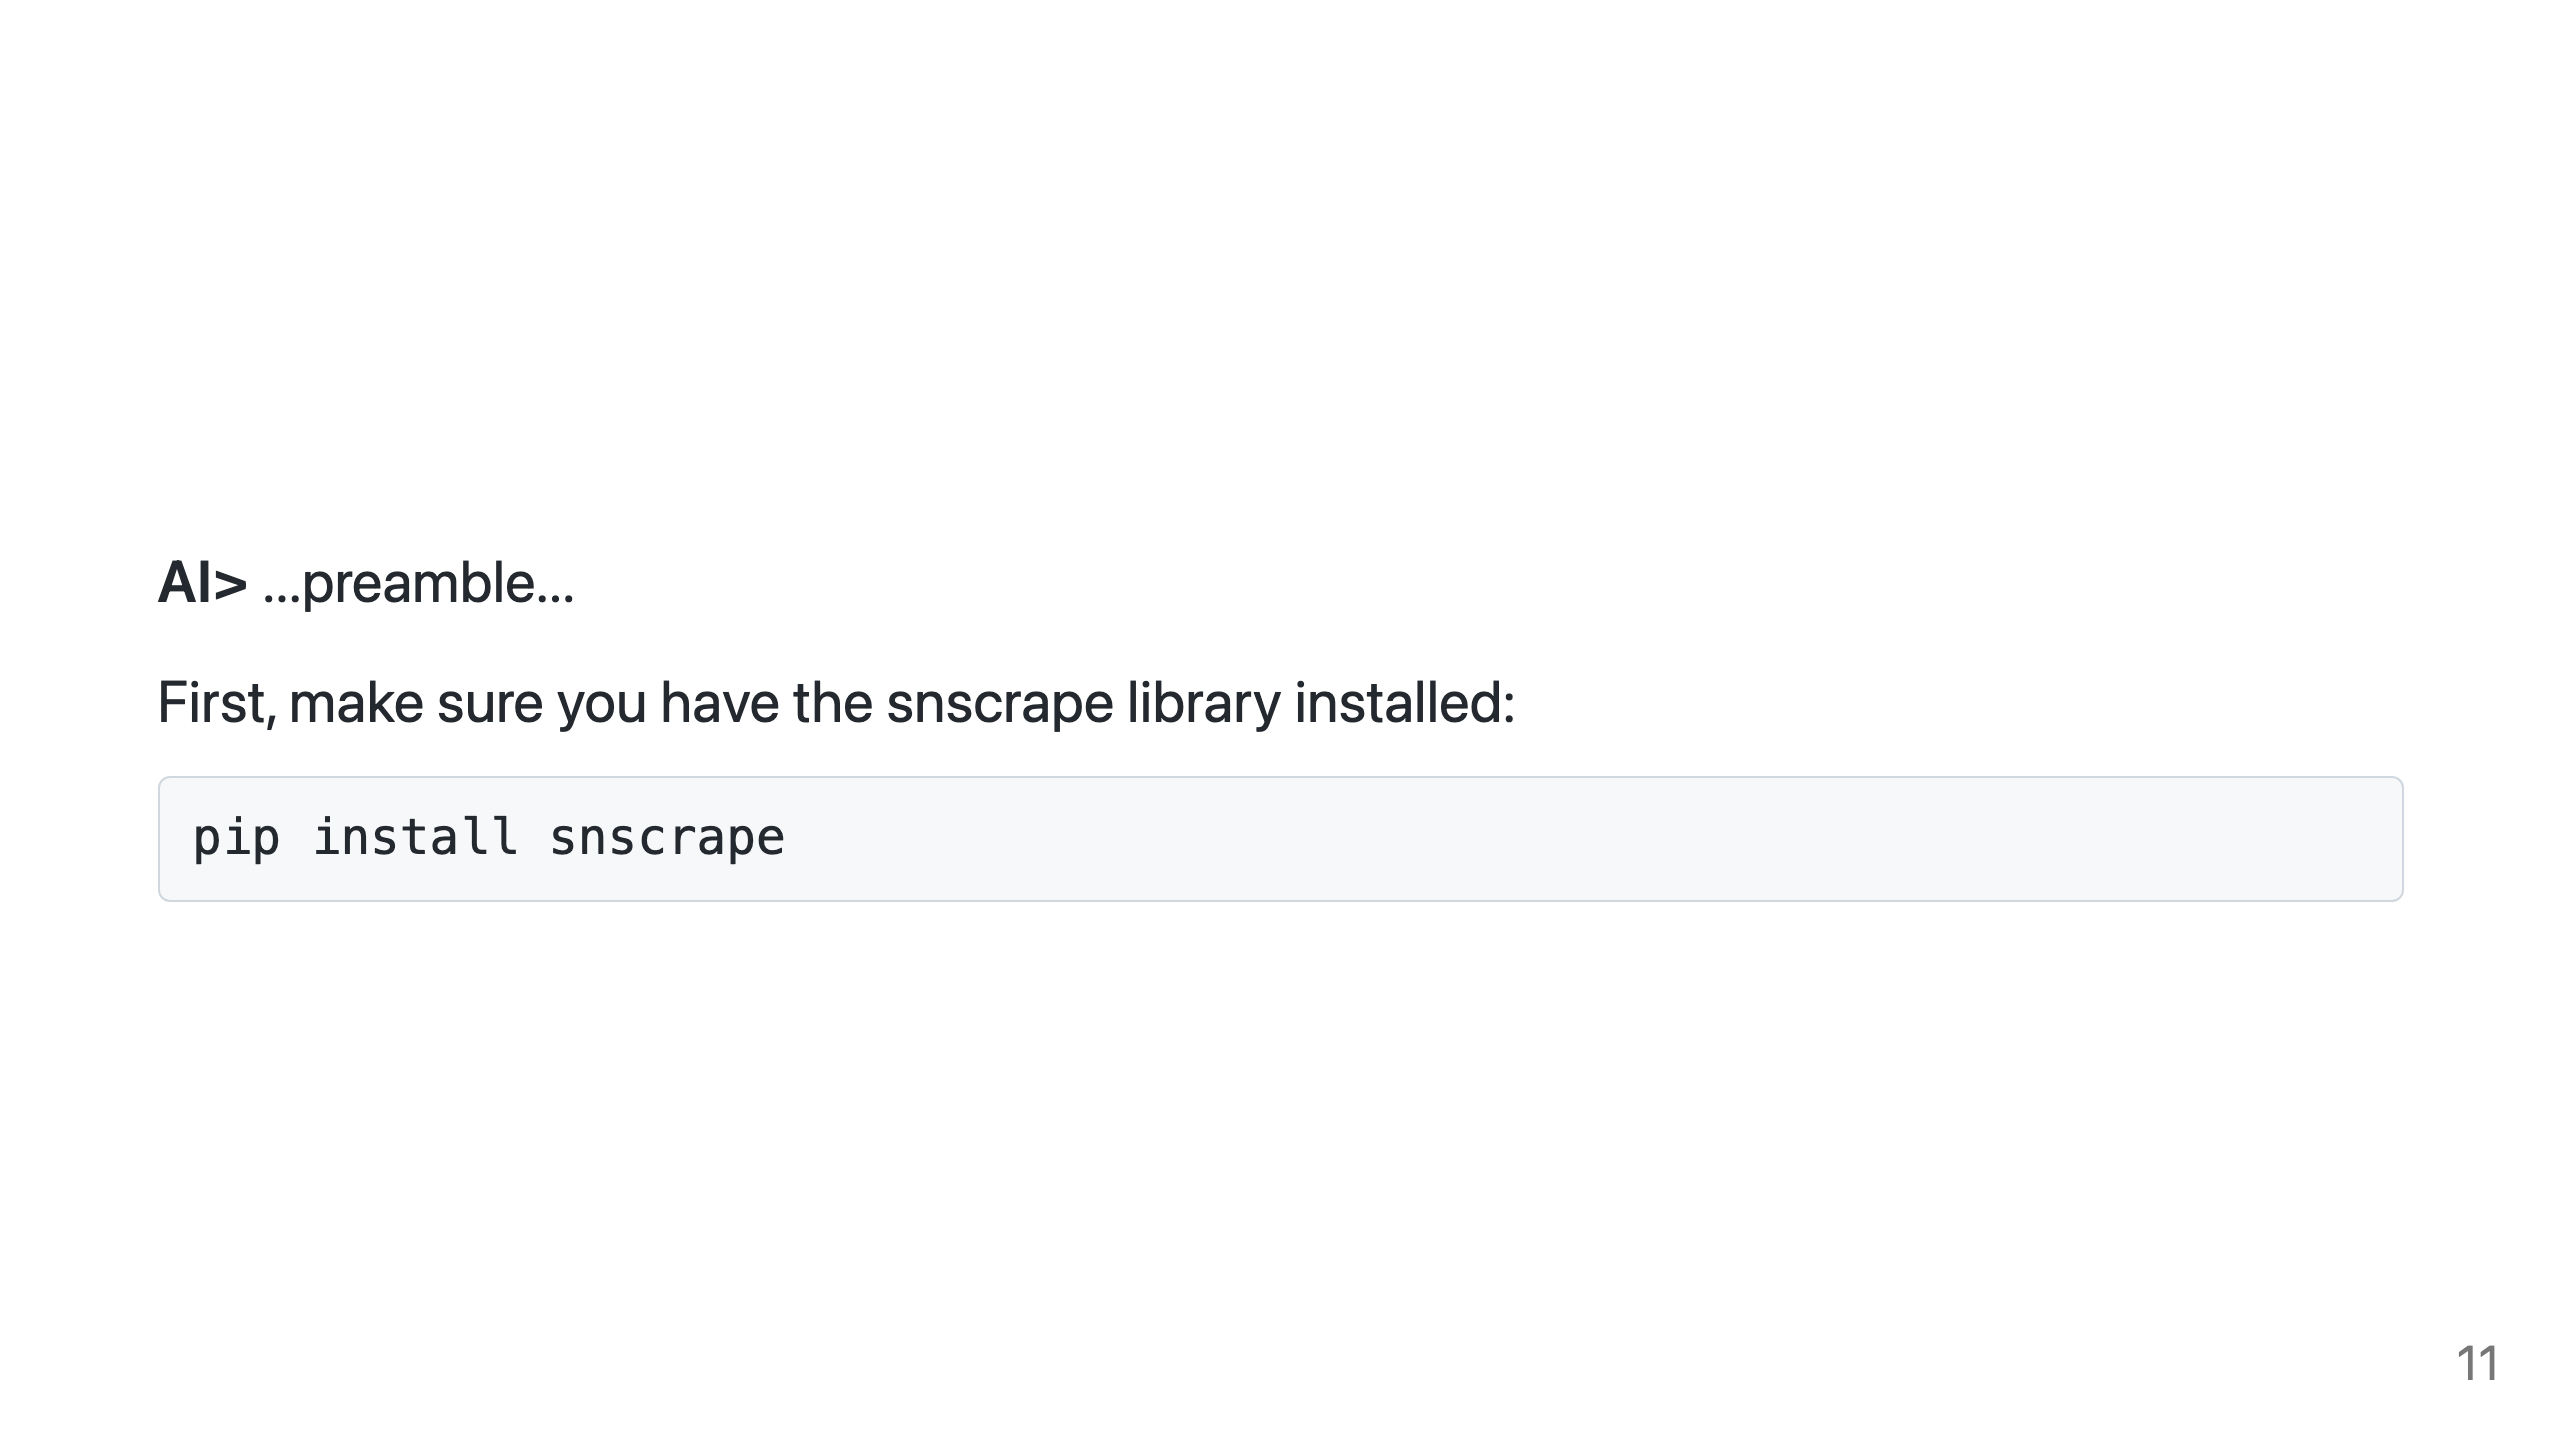 AI> ...preamble...
First, make sure you have the snscrape library installed:
pip install snscrape
11